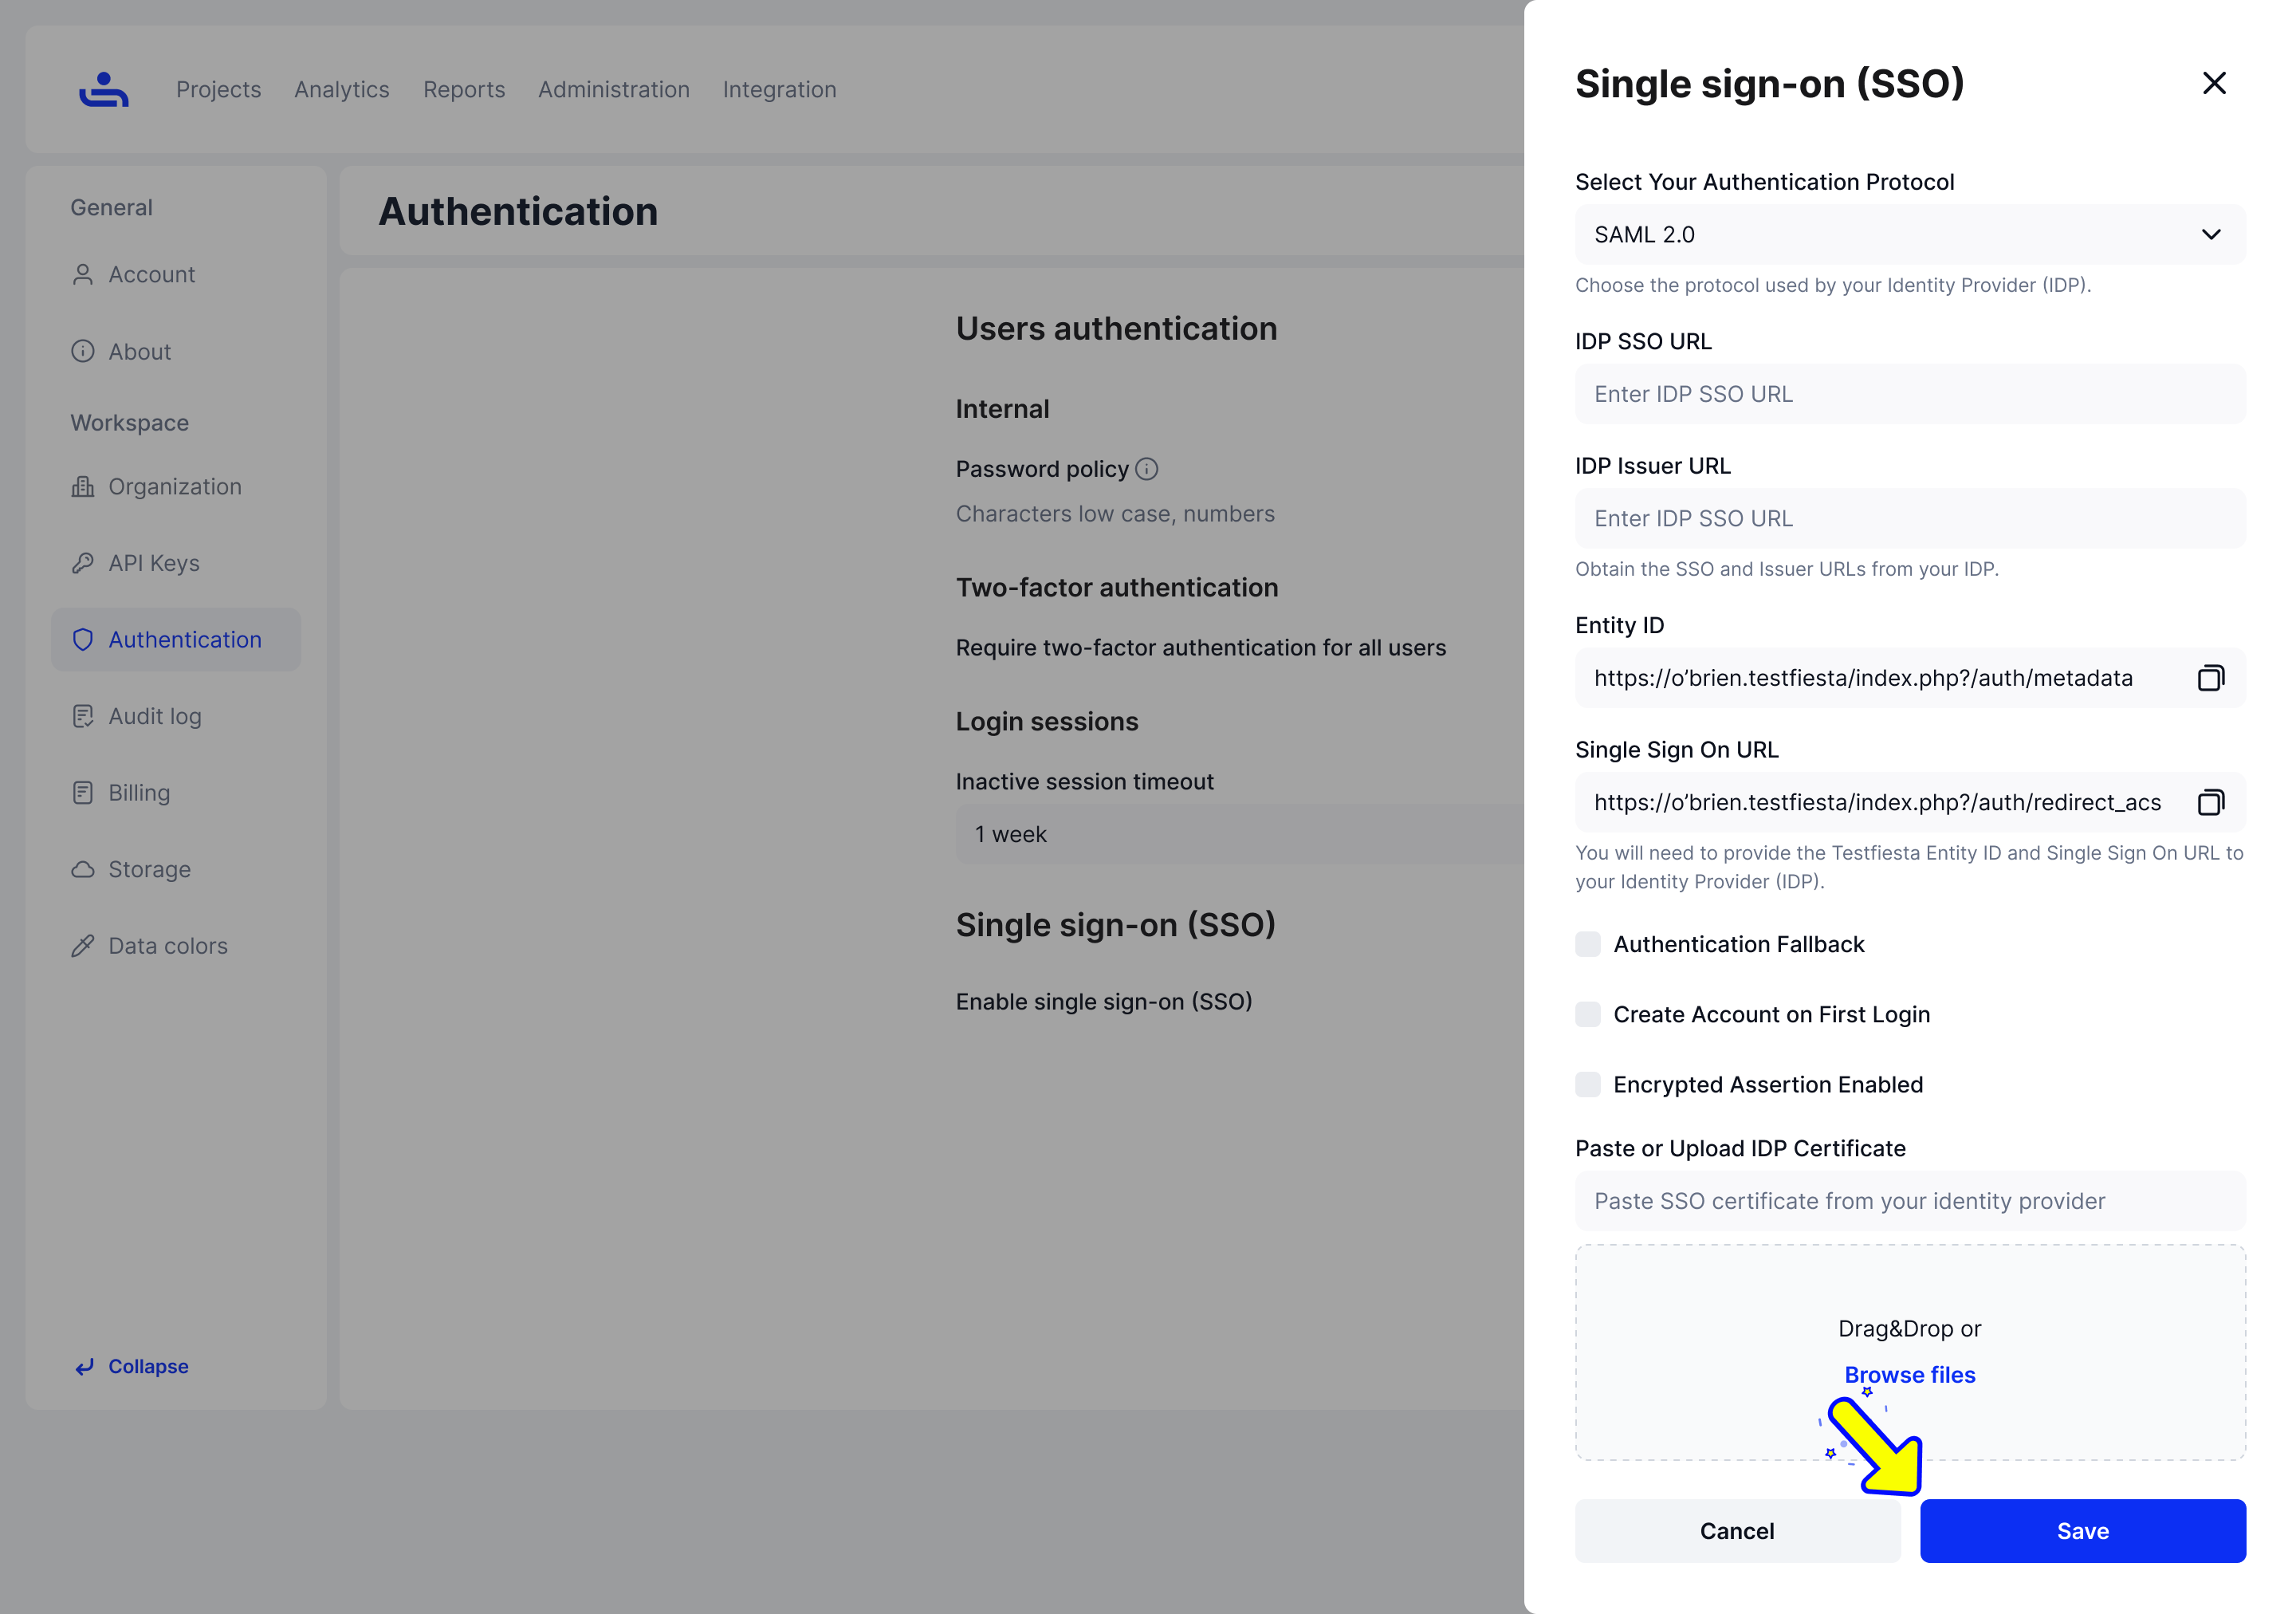 Projects
Analytics
Reports
Administration
Integration
General
Account
About
Workspace
Organization
API Keys
Authentication
Audit log
Billing
Storage
Data colors
Collapse
Authentication
Users authentication
Internal
Password policy
Characters low case, numbers
Two-factor authentication
Require two-factor authentication for all users
Login sessions
Inactive session timeout
1 week
Single sign-on (SSO)
Enable single sign-on (SSO)
Single sign-on (SSO)
Select Your Authentication Protocol
SAML 2.0
Choose the protocol used by your Identity Provider (IDP).
IDP SSO URL
Enter IDP SSO URL
IDP Issuer URL
Enter IDP SSO URL
Obtain the SSO and Issuer URLs from your IDP.
Entity ID
https://o’brien.testfiesta/index.php?/auth/metadata
Single Sign On URL
https://o’brien.testfiesta/index.php?/auth/redirect_acs
You will need to provide the Testfiesta Entity ID and Single Sign On URL to
your Identity Provider (IDP).
Authentication Fallback
Create Account on First Login
Encrypted Assertion Enabled
Paste or Upload IDP Certificate
Paste SSO certificate from your identity provider
Drag&Drop or
Browse files
Cancel
Save